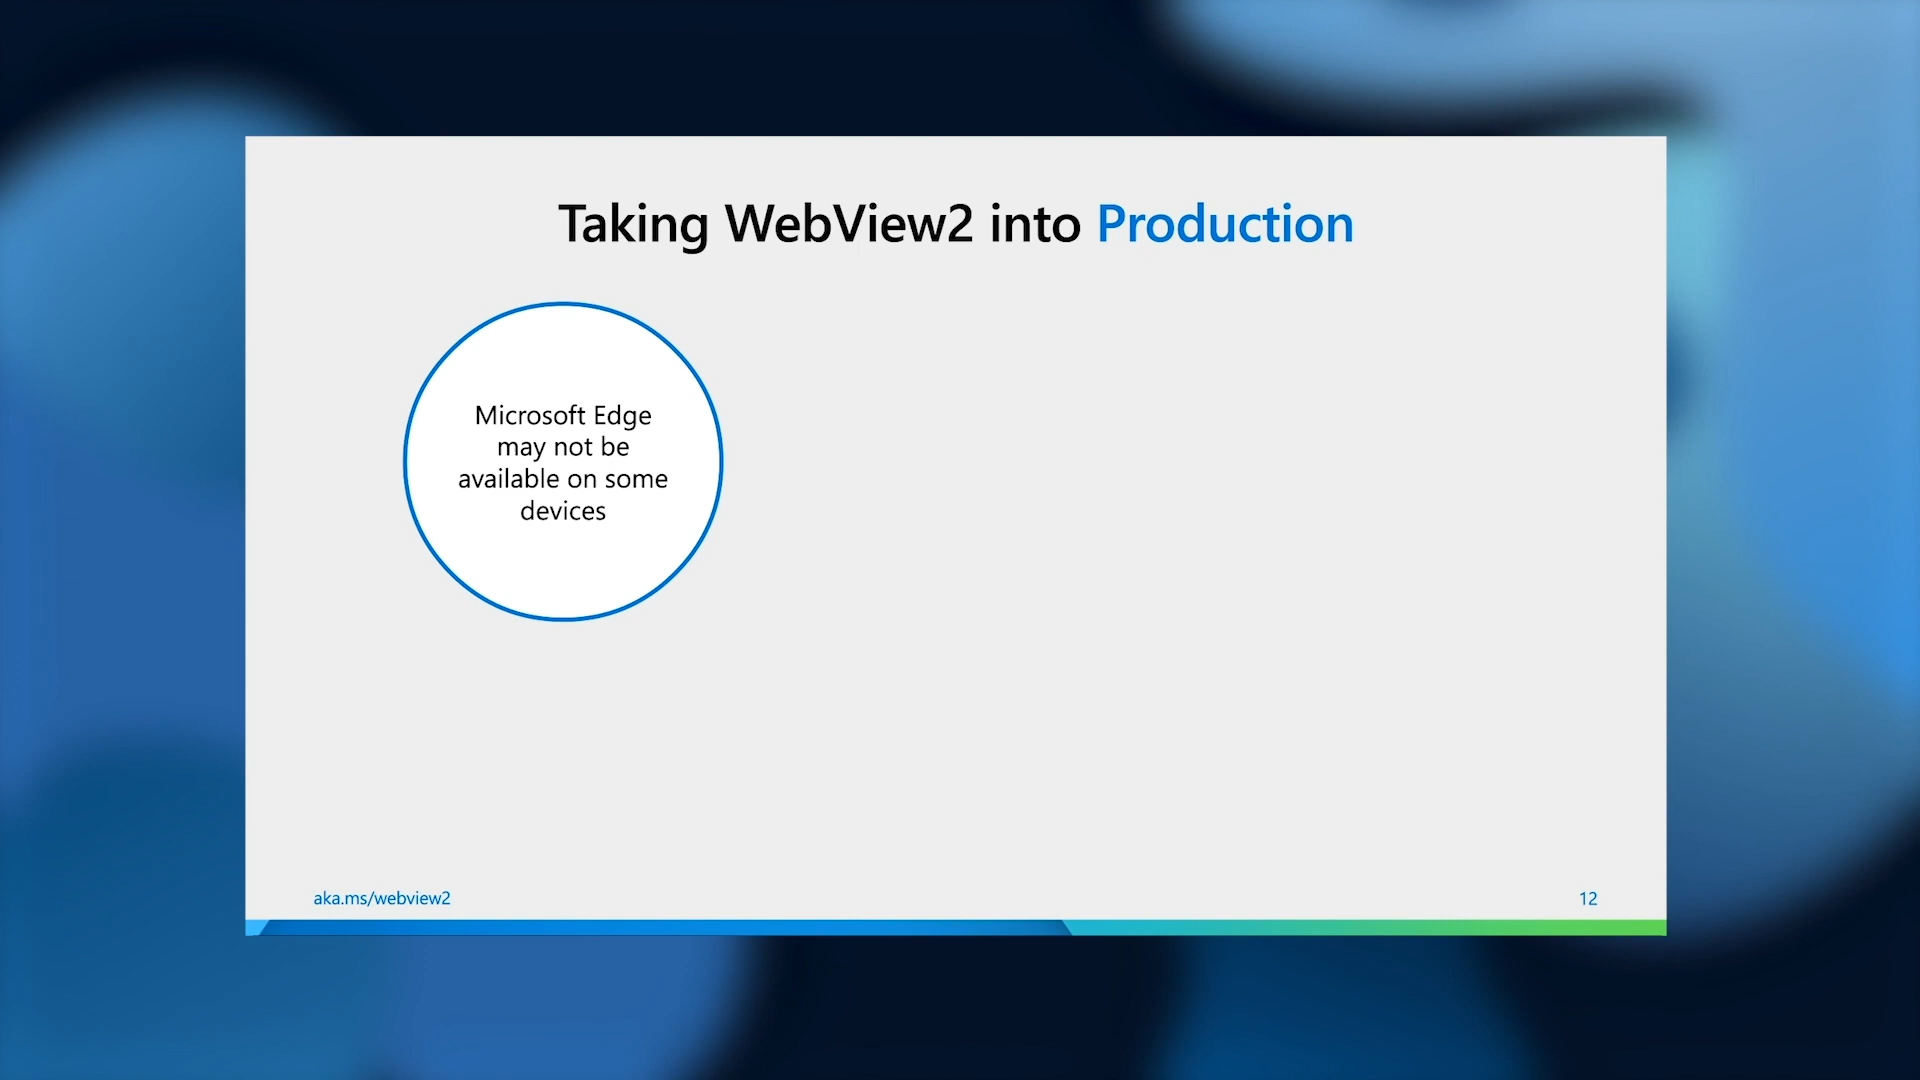 Taking WebView2 into Production
Microsoft Edge
may not be
available on some
devices
aka.ms/webview2
12